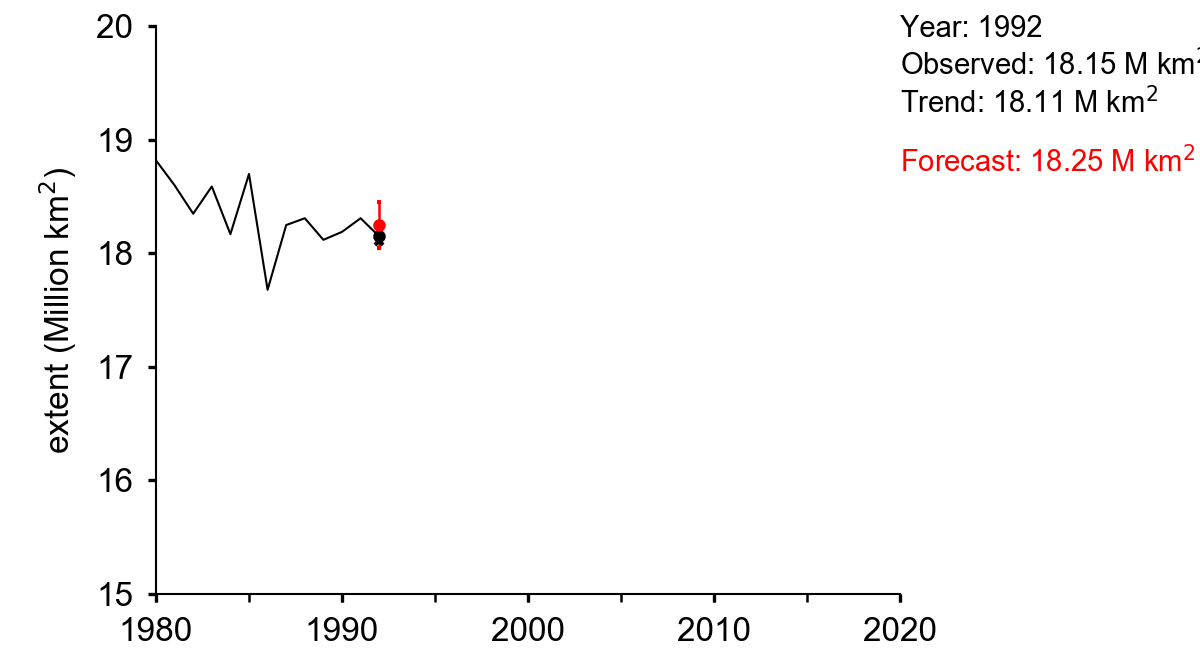 Year: 1992
Observed: 18.15 M km²
Trend: 18.11 M km²
Forecast: 18.25 M km²
extent (Million km²)
20
19
18
17
16
15
1980
1990
2000
2010
2020